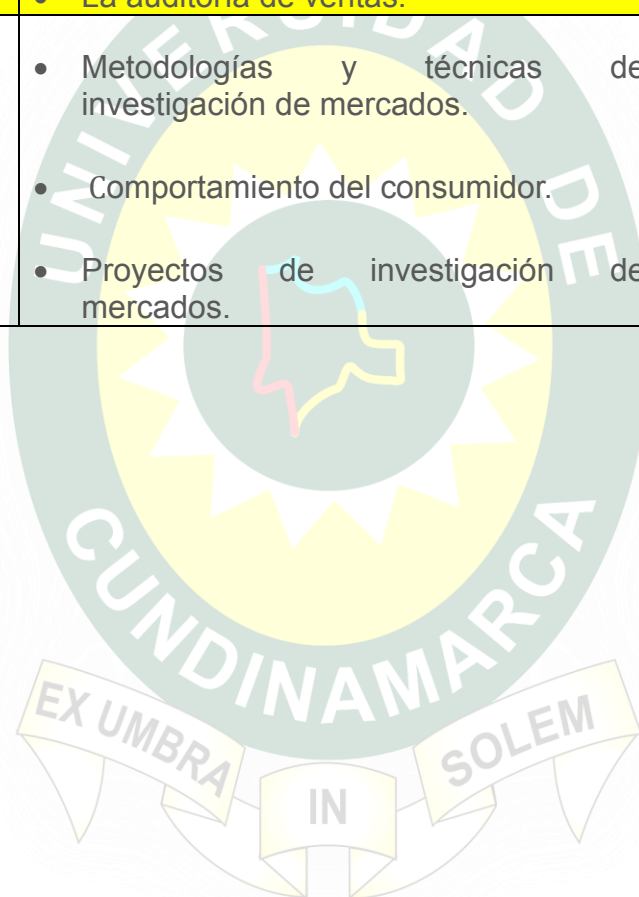 • La auditoría de ventas.
• Metodologías y técnicas de
investigación de mercados.
• Comportamiento del consumidor.
• Proyectos de investigación de
mercados.
UNIVERSIDAD DE
CUNDINAMARCA
EX UMBRA
IN
SOLEM